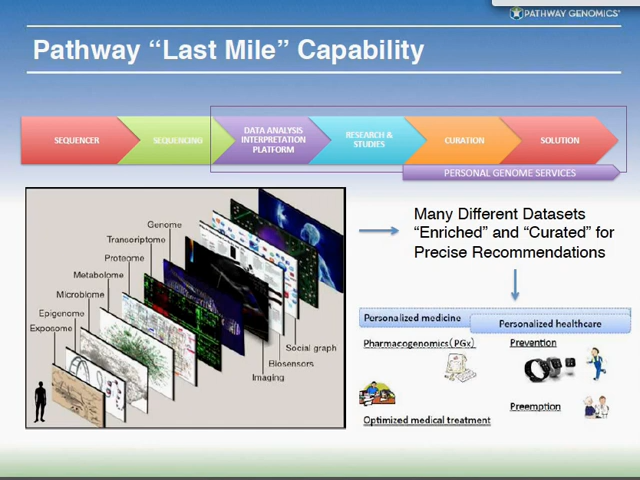 PATHWAY GENOMICS®
Pathway “Last Mile” Capability
SEQUENCER
SEQUENCING
DATA ANALYSIS
INTERPRETATION
PLATFORM
RESEARCH &
STUDIES
CURATION
SOLUTION
PERSONAL GENOME SERVICES
Genome
Transcriptome
Proteome
Metabolome
Microbiome
Epigenome
Exposome
Social graph
Biosensors
Imaging
Many Different Datasets
“Enriched” and “Curated” for
Precise Recommendations
Personalized medicine
Personalized healthcare
Pharmacogenomics(PGx)
Prevention
Preemption
Optimized medical treatment